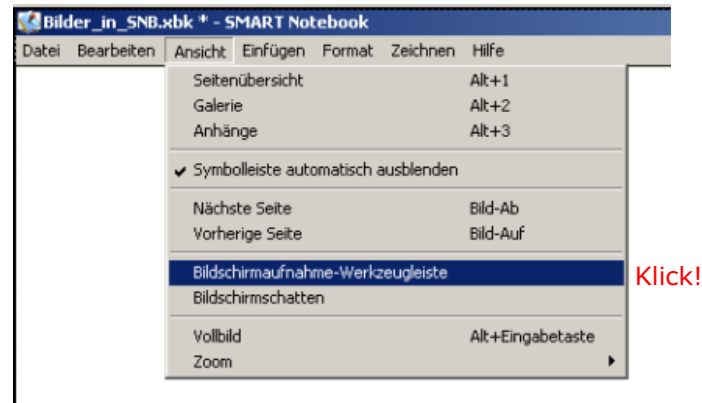 Bilder_in_SNB.xbk * - SMART Notebook
Datei Bearbeiten Ansicht Einfügen Format Zeichnen Hilfe
Seitenübersicht Alt+1
Galerie Alt+2
Anhänge Alt+3
Symbolleiste automatisch ausblenden
Nächste Seite Bild-Ab
Vorherige Seite Bild-Auf
Bildschirmaufnahme-Werkzeugleiste Klick!
Bildschirmschatten
Vollbild Alt+Eingabetaste
Zoom